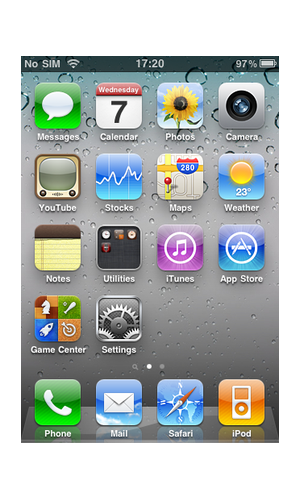 No SIM 17:20 97%
Wednesday
7
280
23°
Messages Calendar Photos Camera
YouTube Stocks Maps Weather
Notes Utilities iTunes App Store
Game Center Settings
Phone Mail Safari iPod